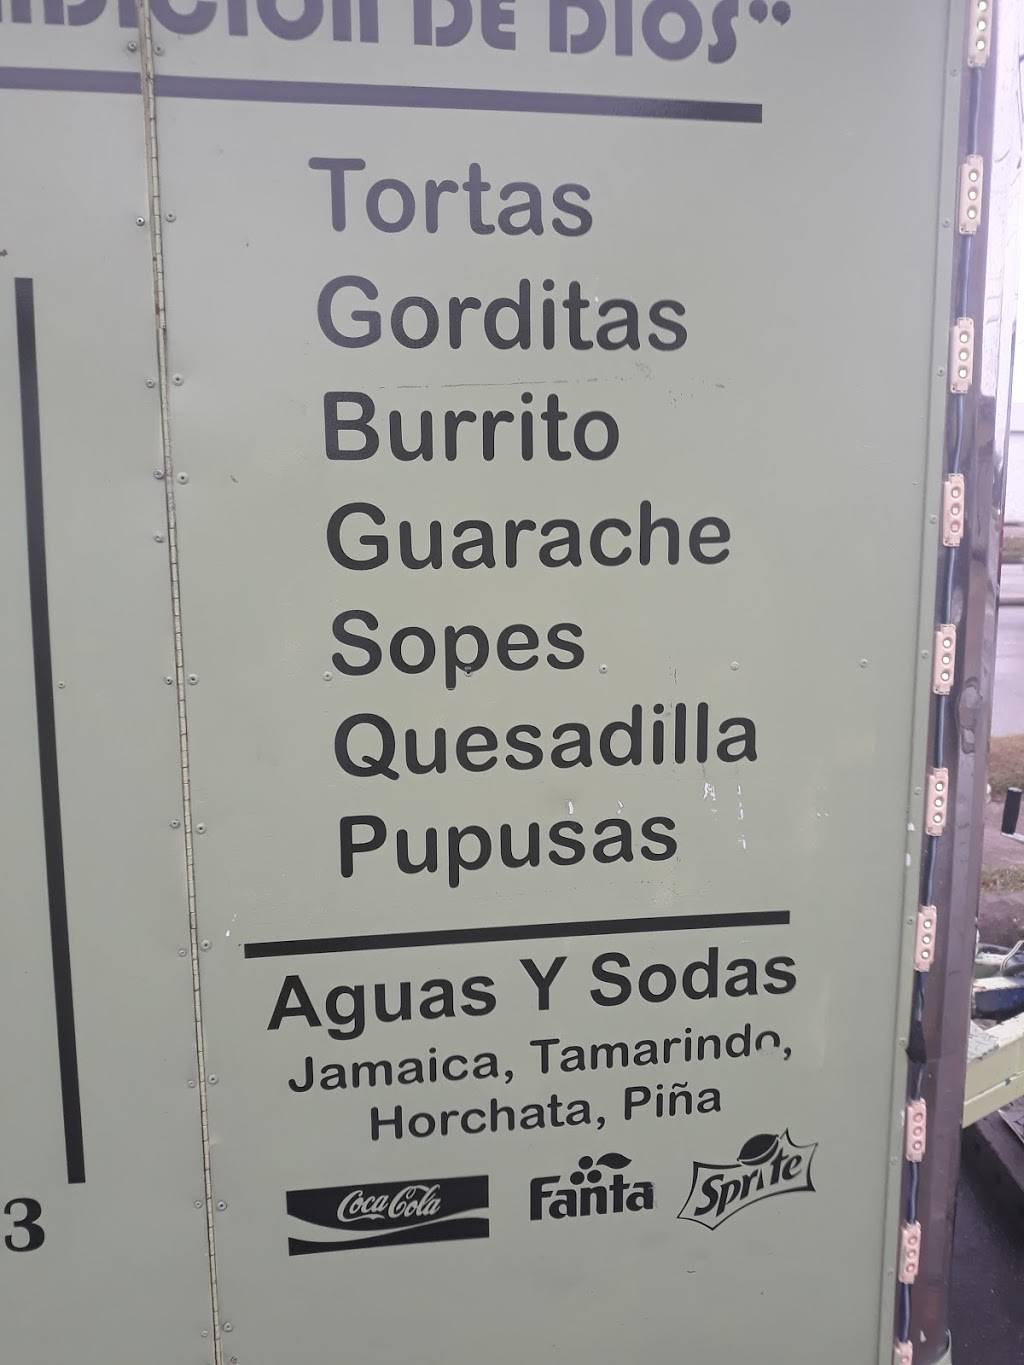 DE DIOS"
Tortas
Gorditas
Burrito
Guarache
Sopes
Quesadilla
Pupusas
Aguas Y Sodas
Jamaica, Tamarindo,
Horchata, Piña
Coca Cola Fanta Sprite
3